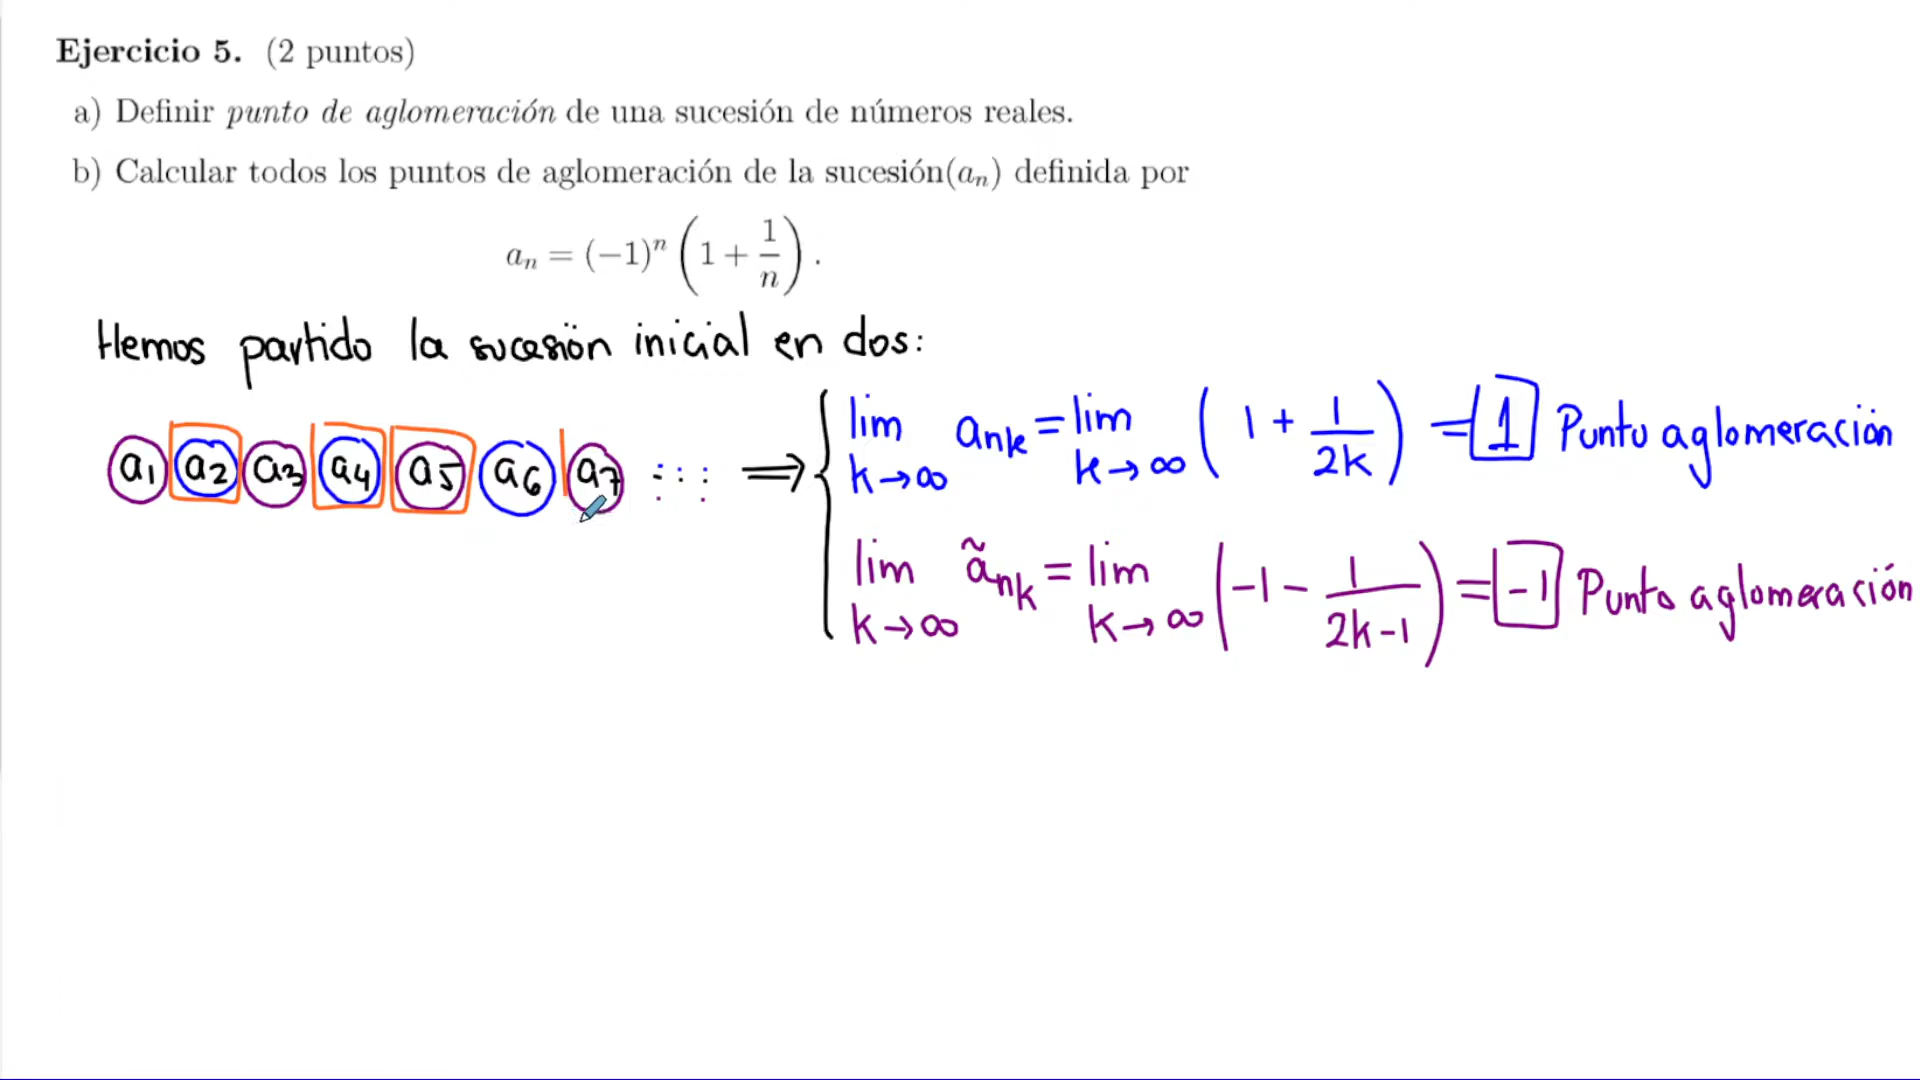 Ejercicio 5. (2 puntos)
a) Definir punto de aglomeración de una sucesión de números reales.
b) Calcular todos los puntos de aglomeración de la sucesión(aₙ) definida por
aₙ = (−1)ⁿ (1 + 1/n).
Hemos partido la sucesión inicial en dos:
a₁ a₂ a₃ a₄ a₅ a₆ a₇ ... ⟹ {
lim k→∞ aₙₖ = lim k→∞ (1 + 1/2k) = 1 Punto aglomeración
lim k→∞ ãₙₖ = lim k→∞ (−1 − 1/2k−1) = −1 Punto aglomeración